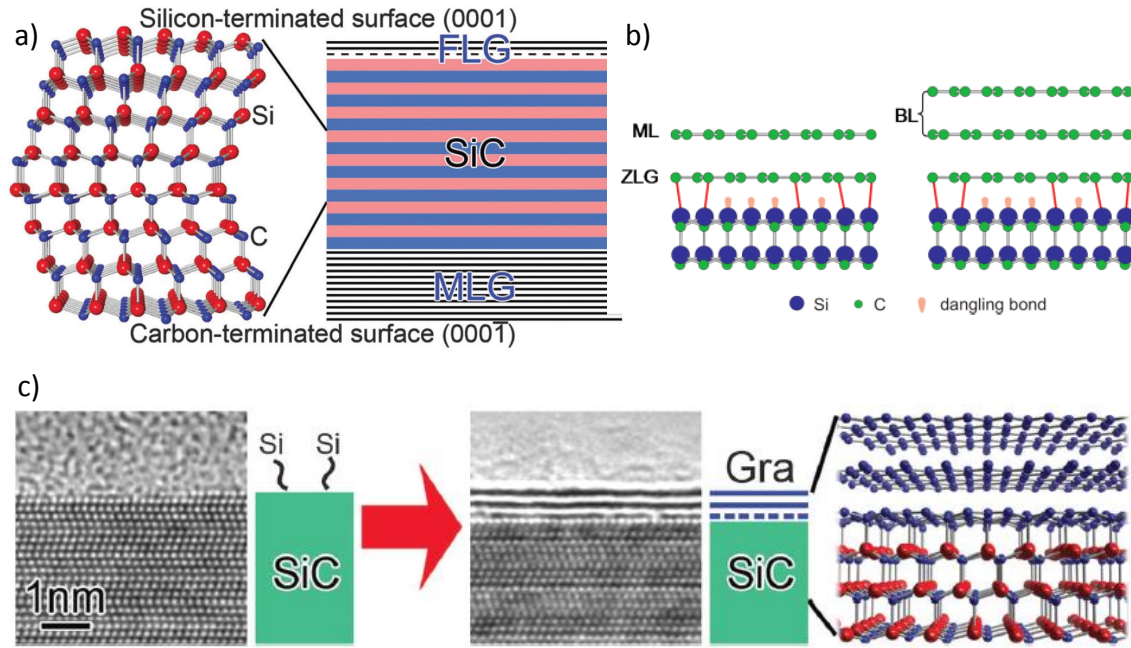 a)
Silicon-terminated surface (0001)
FLG
Si
SiC
C
MLG
Carbon-terminated surface (0001̅)
b)
BL
ML
ZLG
Si
C
dangling bond
c)
Si Si
SiC
1nm
Gra
SiC